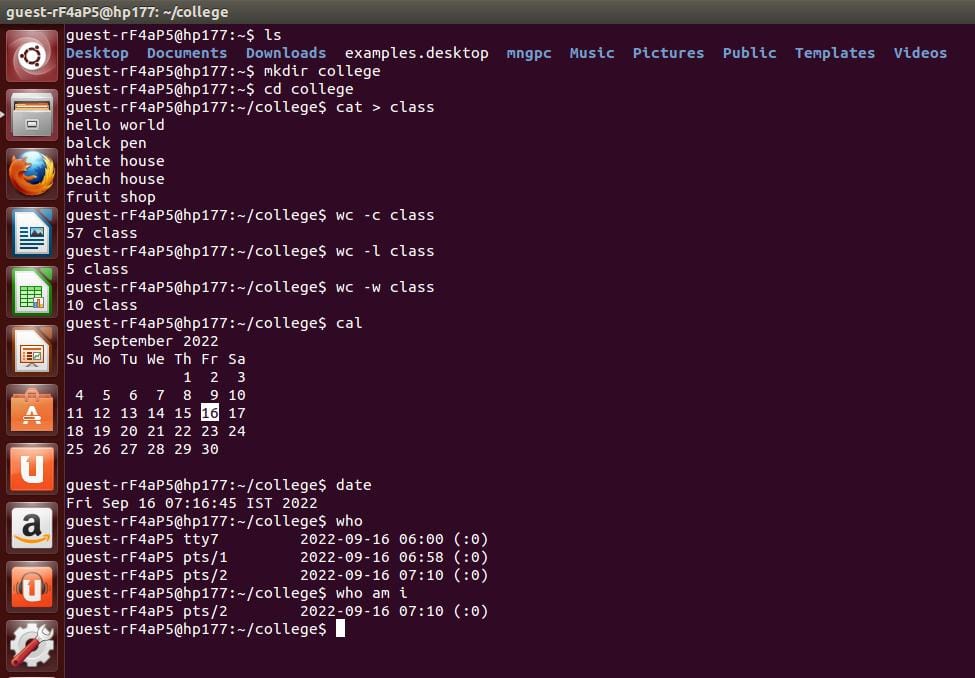 guest-rF4aP5@hp177: ~/college
guest-rF4aP5@hp177:~$ ls
Desktop  Documents  Downloads  examples.desktop  mngpc  Music  Pictures  Public  Templates  Videos
guest-rF4aP5@hp177:~$ mkdir college
guest-rF4aP5@hp177:~$ cd college
guest-rF4aP5@hp177:~/college$ cat > class
hello world
balck pen
white house
beach house
fruit shop
guest-rF4aP5@hp177:~/college$ wc -c class
57 class
guest-rF4aP5@hp177:~/college$ wc -l class
5 class
guest-rF4aP5@hp177:~/college$ wc -w class
10 class
guest-rF4aP5@hp177:~/college$ cal
   September 2022
Su Mo Tu We Th Fr Sa
             1  2  3
 4  5  6  7  8  9 10
11 12 13 14 15 16 17
18 19 20 21 22 23 24
25 26 27 28 29 30
guest-rF4aP5@hp177:~/college$ date
Fri Sep 16 07:16:45 IST 2022
guest-rF4aP5@hp177:~/college$ who
guest-rF4aP5 tty7        2022-09-16 06:00 (:0)
guest-rF4aP5 pts/1        2022-09-16 06:58 (:0)
guest-rF4aP5 pts/2        2022-09-16 07:10 (:0)
guest-rF4aP5@hp177:~/college$ who am i
guest-rF4aP5 pts/2        2022-09-16 07:10 (:0)
guest-rF4aP5@hp177:~/college$